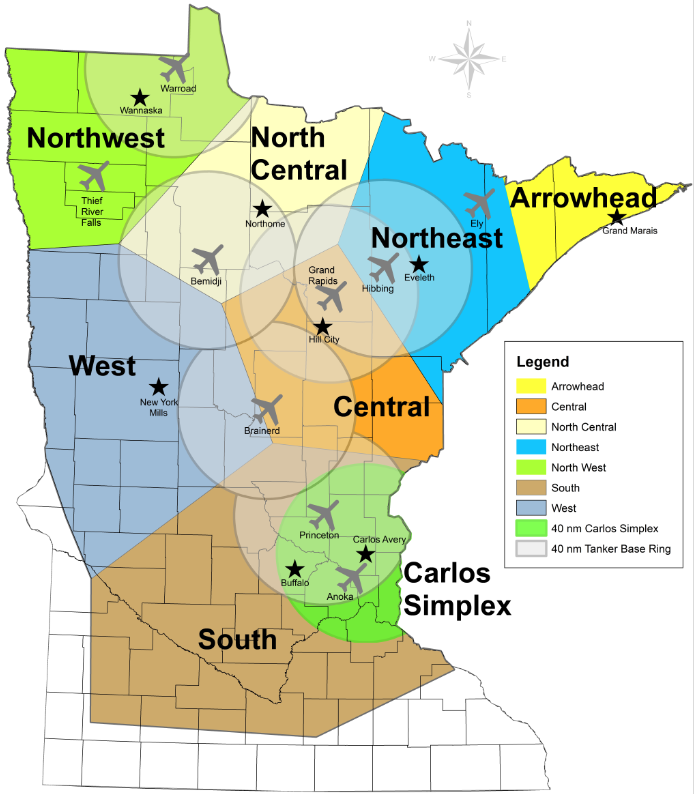 N
W
E
S
Warroad
Wannaska
Northwest
North
Central
Thief
River
Falls
Northome
Arrowhead
Ely
Grand Marais
Northeast
Bemidji
Grand
Rapids
Hibbing
Eveleth
Hill City
West
New York
Mills
Central
Brainerd
Princeton
Carlos Avery
Buffalo
Anoka
Carlos
Simplex
South
Legend
Arrowhead
Central
North Central
Northeast
North West
South
West
40 nm Carlos Simplex
40 nm Tanker Base Ring